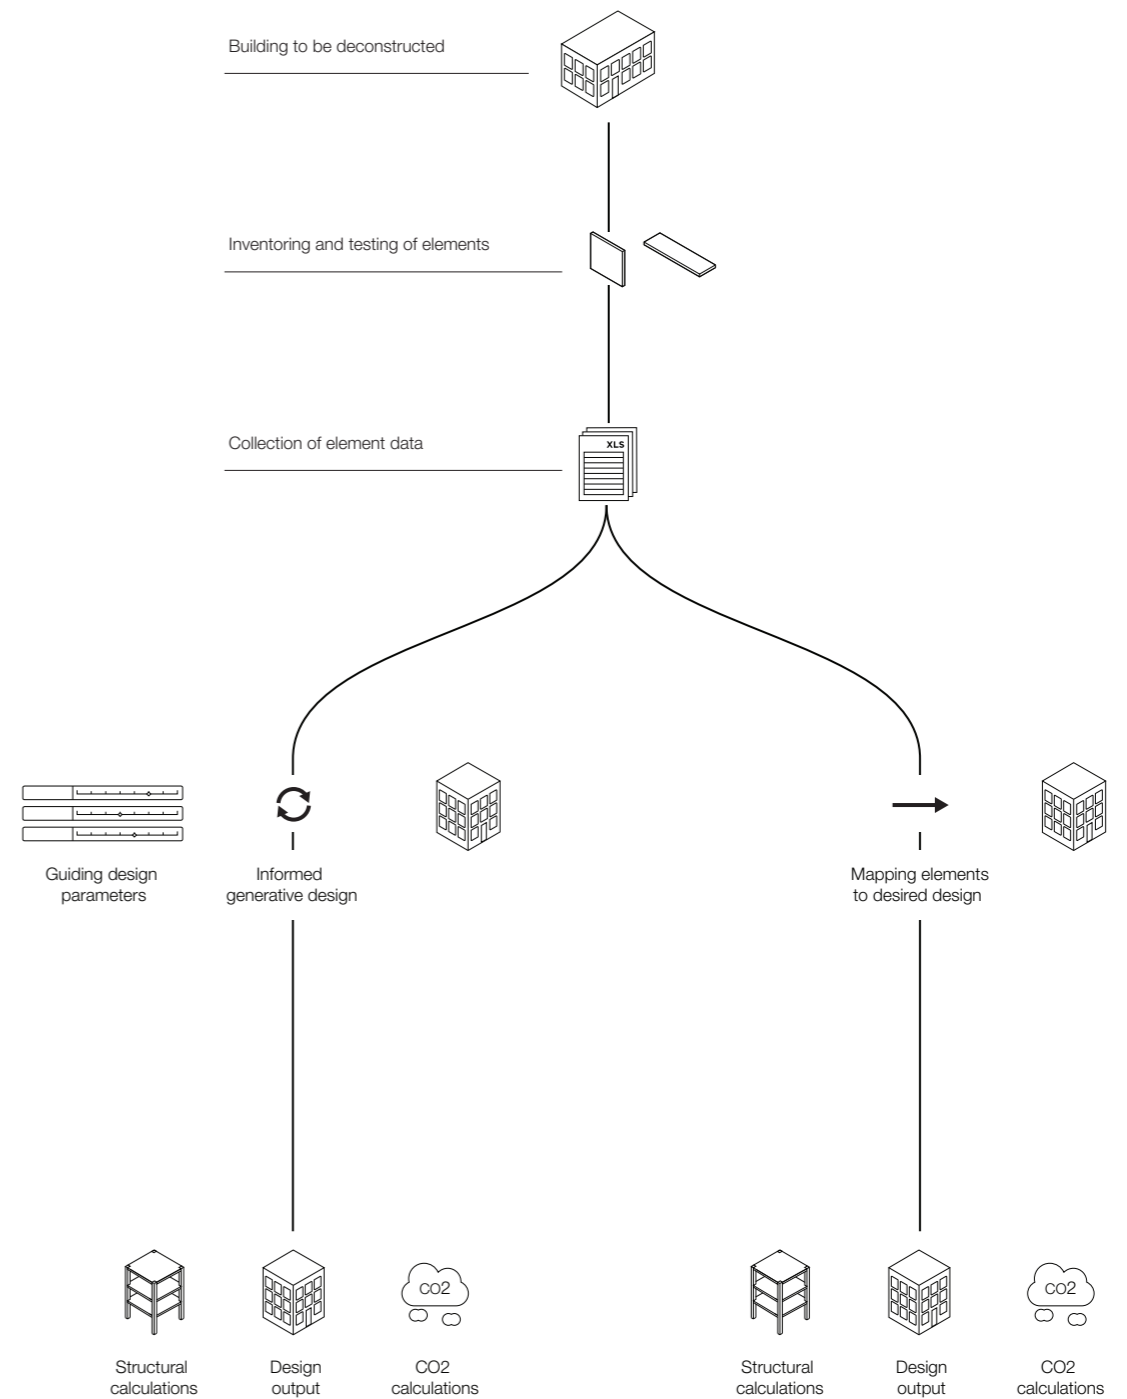 Building to be deconstructed
Inventoring and testing of elements
Collection of element data
XLS
Guiding design
parameters
Informed
generative design
Mapping elements
to desired design
CO2
CO2
Structural
calculations
Design
output
CO2
calculations
Structural
calculations
Design
output
CO2
calculations